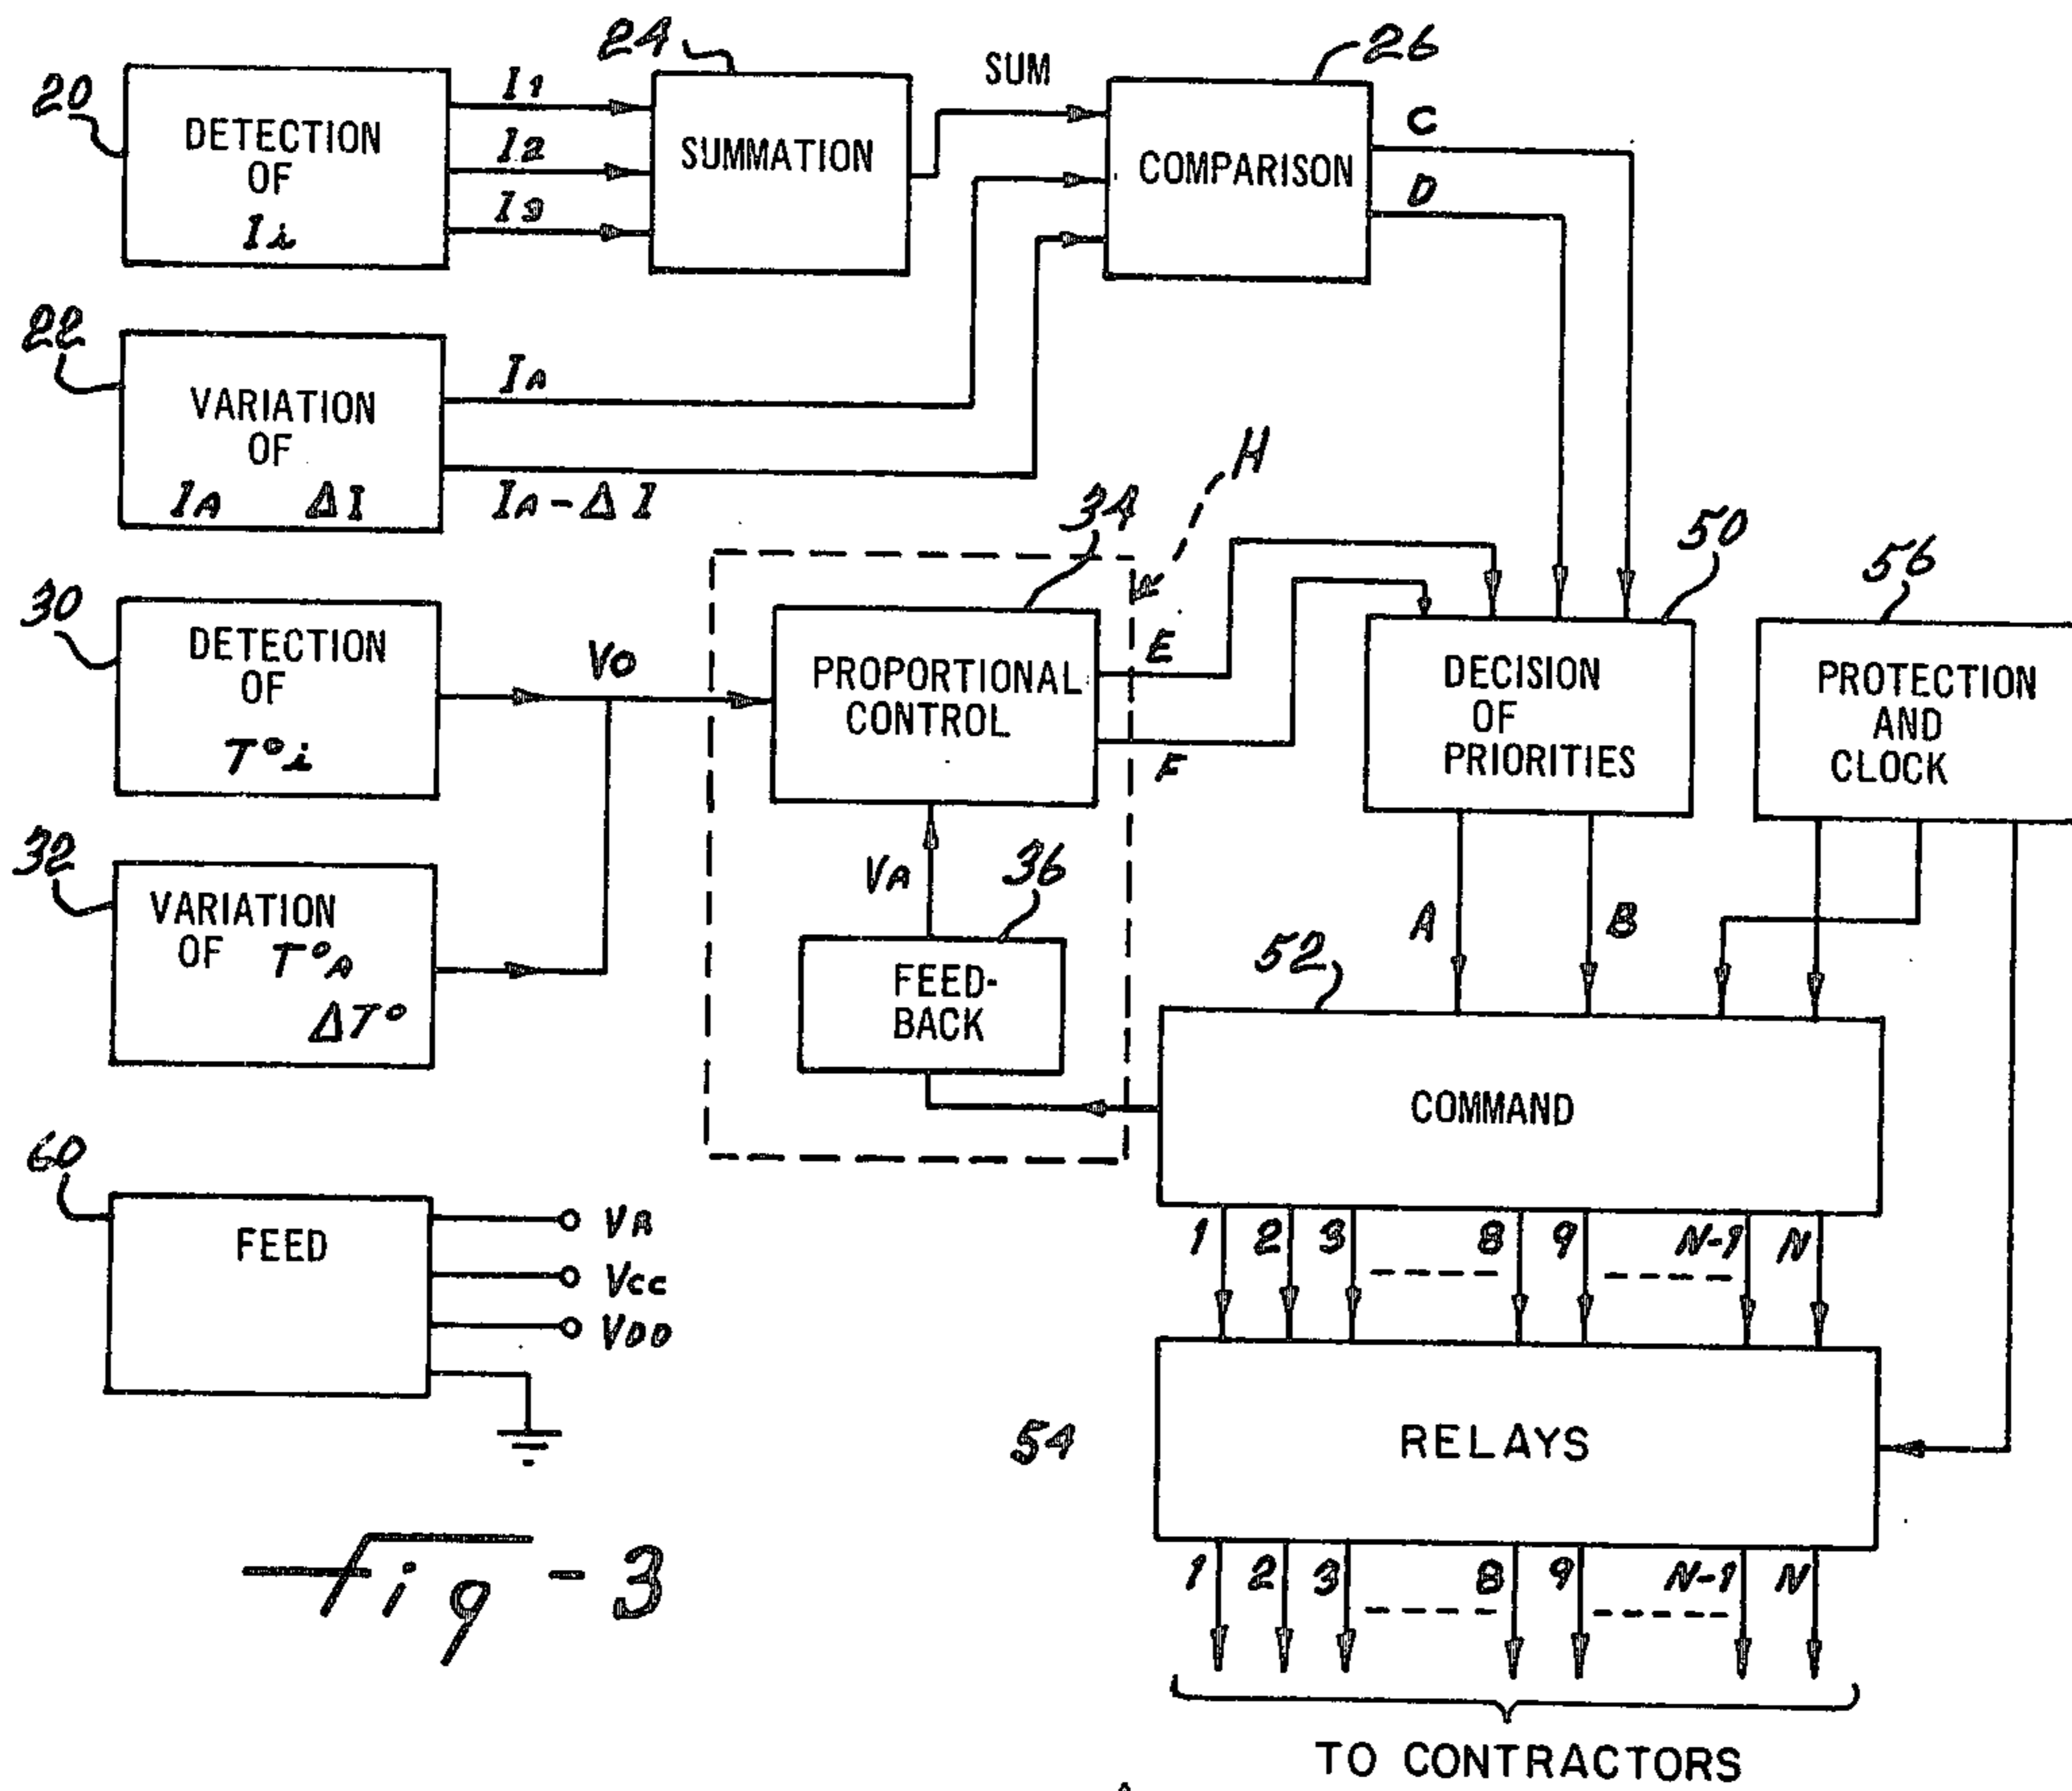 24
26
SUM
20
DETECTION
OF
Ii
I1
I2
I3
SUMMATION
COMPARISON
C
D
22
VARIATION
OF
IA ΔI
IA
IA-ΔI
H
34
50
56
30
DETECTION
OF
T°i
VO
PROPORTIONAL
CONTROL
E
F
DECISION
OF
PRIORITIES
PROTECTION
AND
CLOCK
32
VARIATION
OF T°A
ΔT°
VA
36
FEED-
BACK
A
B
52
COMMAND
60
FEED
VA
VCC
VDD
1 2 3 ----- 8 9 ----- N-1 N
54
RELAYS
1 2 3 ----- 8 9 ----- N-1 N
TO CONTRACTORS
Fig-3